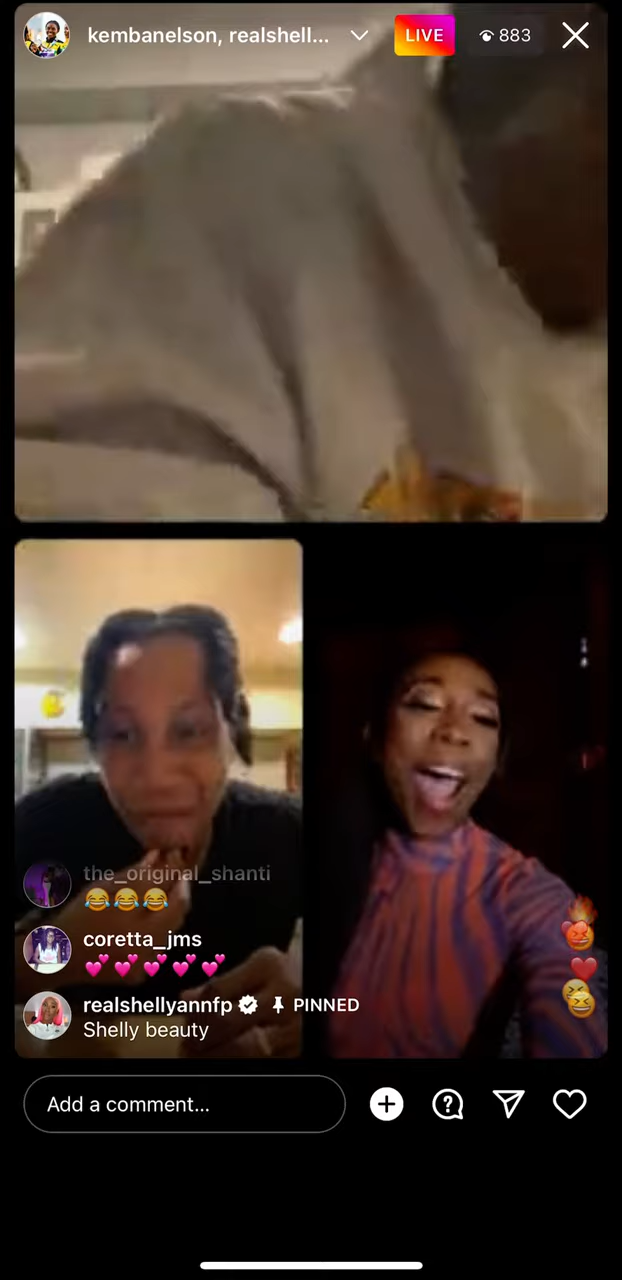 kembanelson, realshell...
LIVE
883
the_original_shanti
😂😂😂
coretta_jms
💕💕💕💕💕
realshellyannfp PINNED
Shelly beauty
Add a comment...